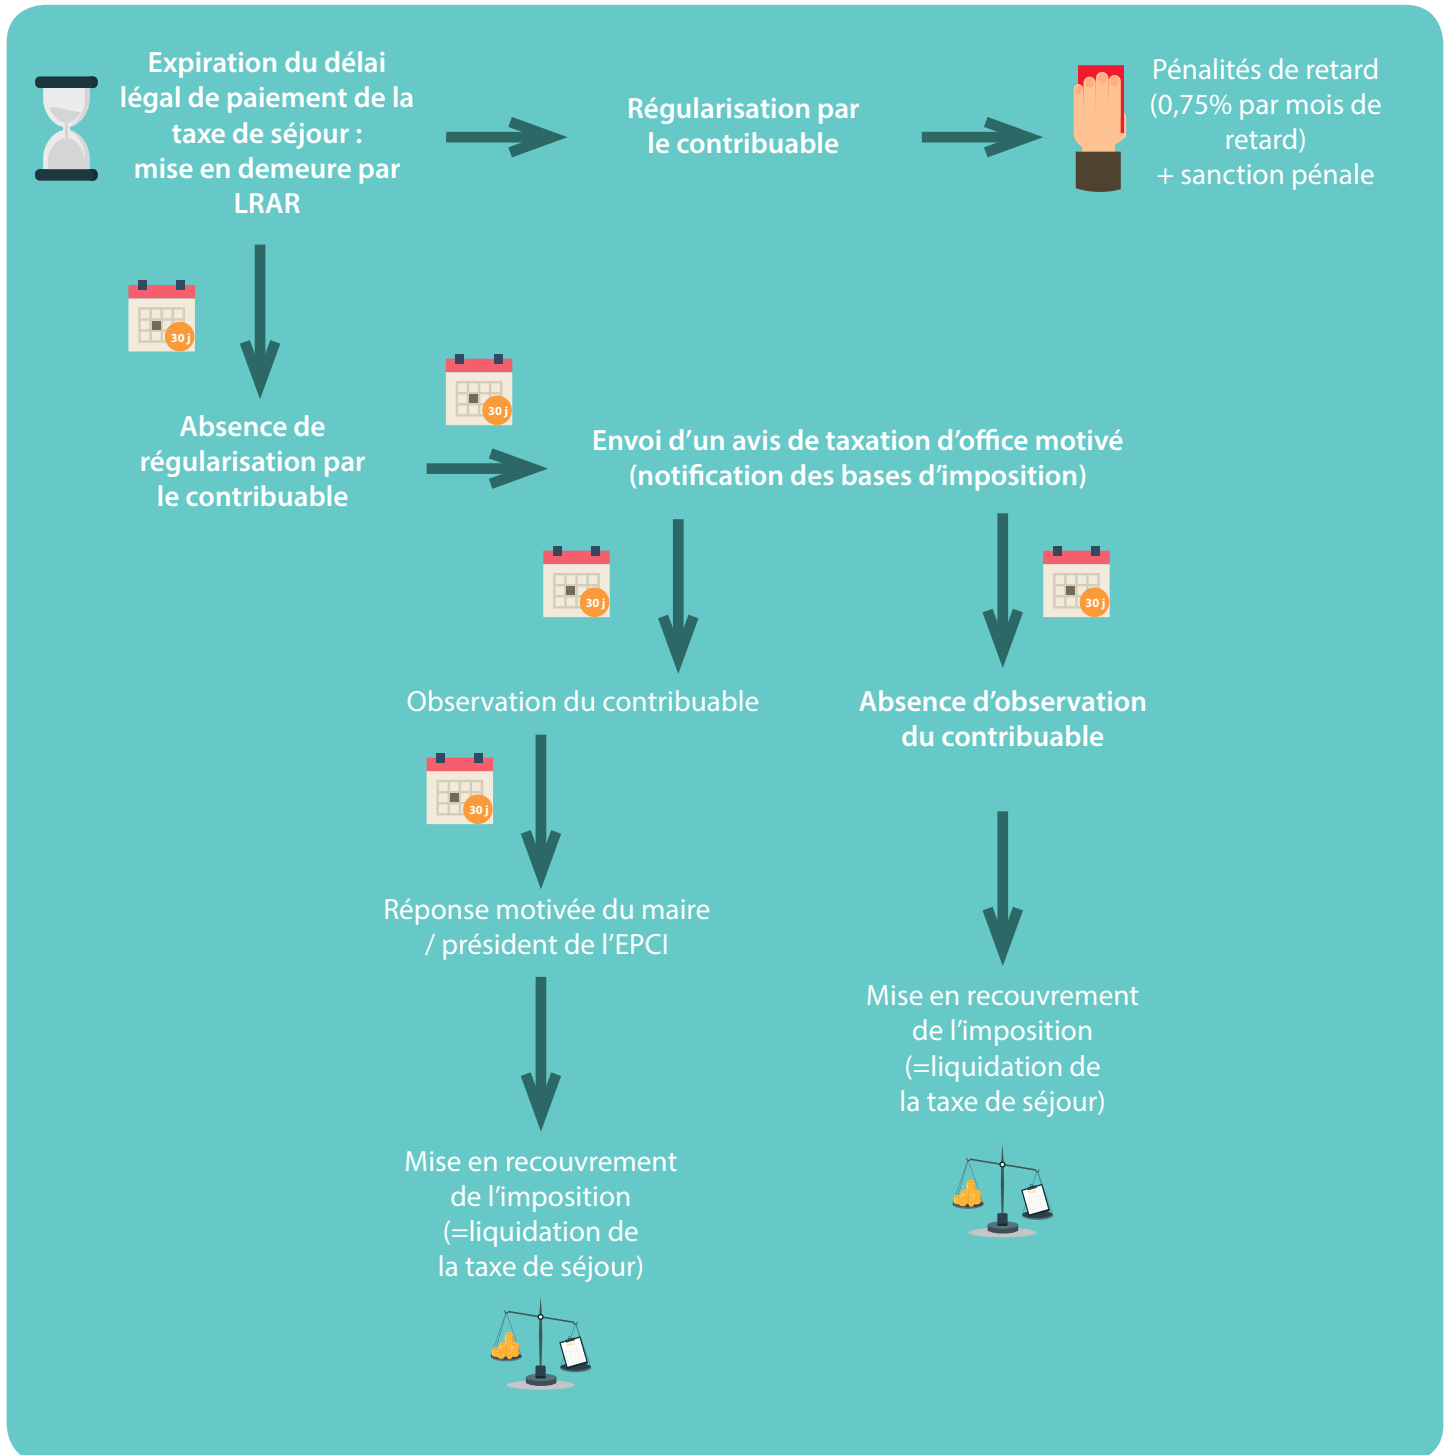 Expiration du délai
légal de paiement de la
taxe de séjour :
mise en demeure par
LRAR
Régularisation par
le contribuable
Pénalités de retard
(0,75% par mois de
retard)
+ sanction pénale
30 j
Absence de
régularisation par
le contribuable
30 j
Envoi d’un avis de taxation d’office motivé
(notification des bases d’imposition)
30 j
30 j
Observation du contribuable
Absence d’observation
du contribuable
30 j
Réponse motivée du maire
/ président de l’EPCI
Mise en recouvrement
de l’imposition
(=liquidation de
la taxe de séjour)
Mise en recouvrement
de l’imposition
(=liquidation de
la taxe de séjour)